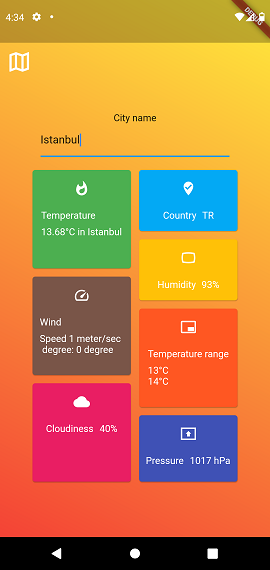 4:34
DEBUG
City name
Istanbul
Temperature
13.68°C in Istanbul
Country TR
Humidity 93%
Wind
Speed 1 meter/sec
degree: 0 degree
Temperature range
13°C
14°C
Cloudiness 40%
Pressure 1017 hPa